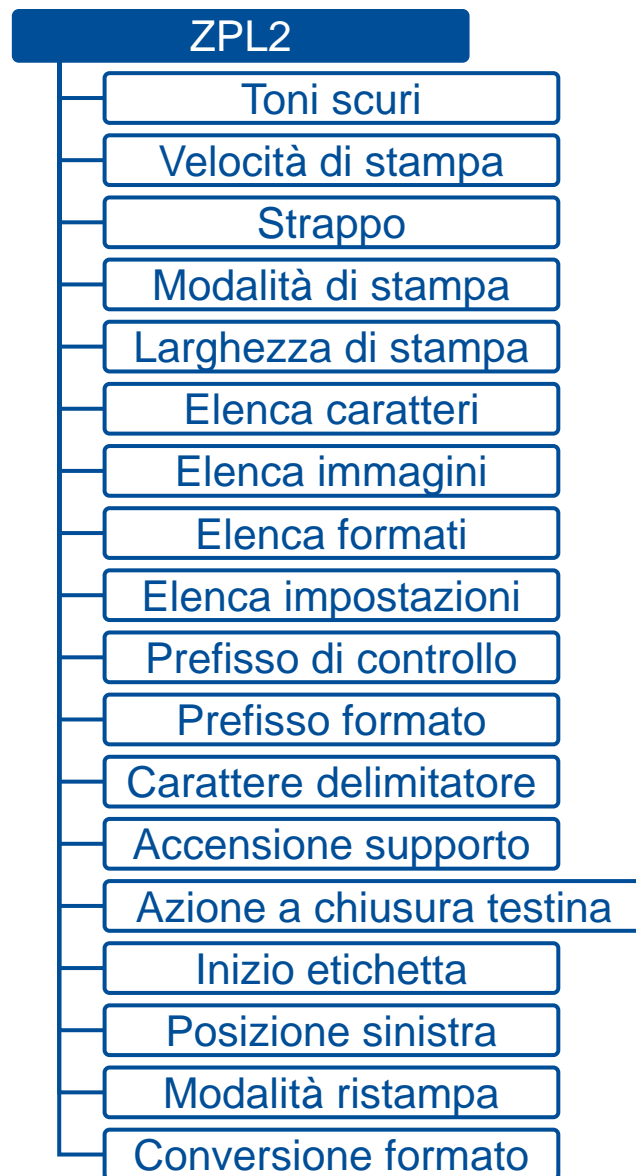 ZPL2
Toni scuri
Velocità di stampa
Strappo
Modalità di stampa
Larghezza di stampa
Elenca caratteri
Elenca immagini
Elenca formati
Elenca impostazioni
Prefisso di controllo
Prefisso formato
Carattere delimitatore
Accensione supporto
Azione a chiusura testina
Inizio etichetta
Posizione sinistra
Modalità ristampa
Conversione formato